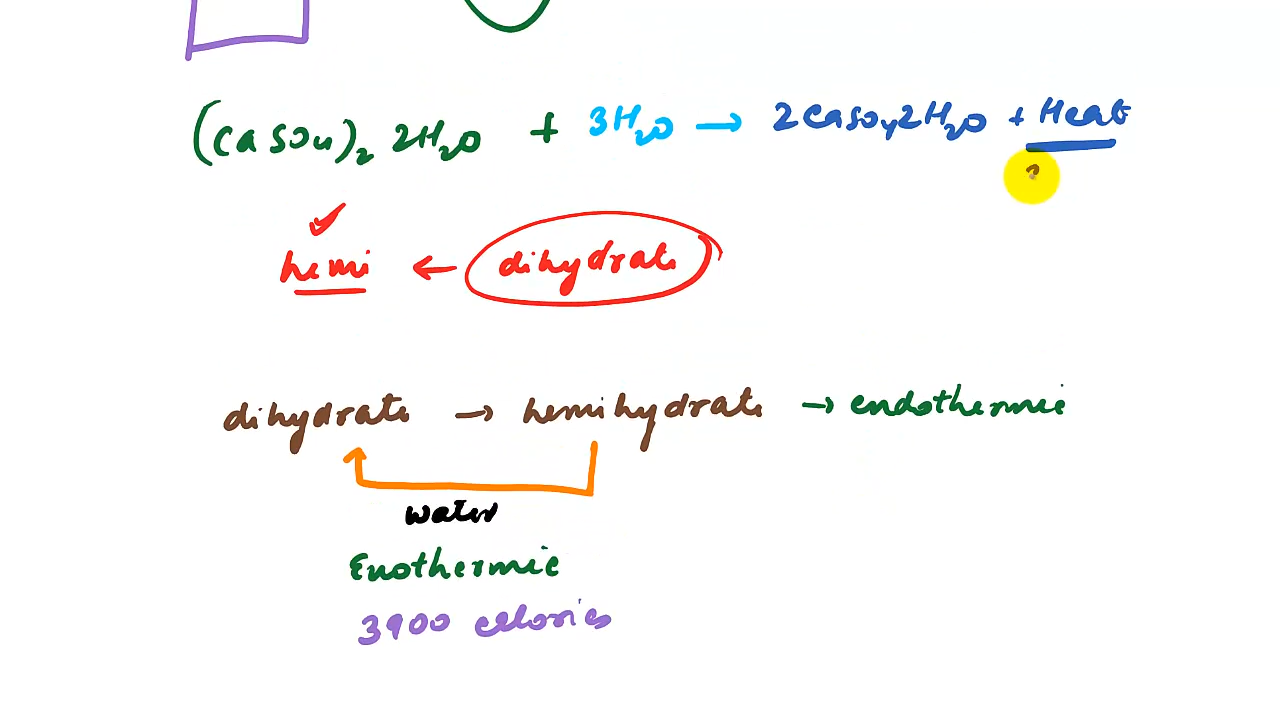 (CaSO4)2 2H2O + 3H2O → 2CaSO4 2H2O + Heat
hemi ← dihydrate
dihydrate → hemihydrate → endothermic
water
Exothermic
3900 calories